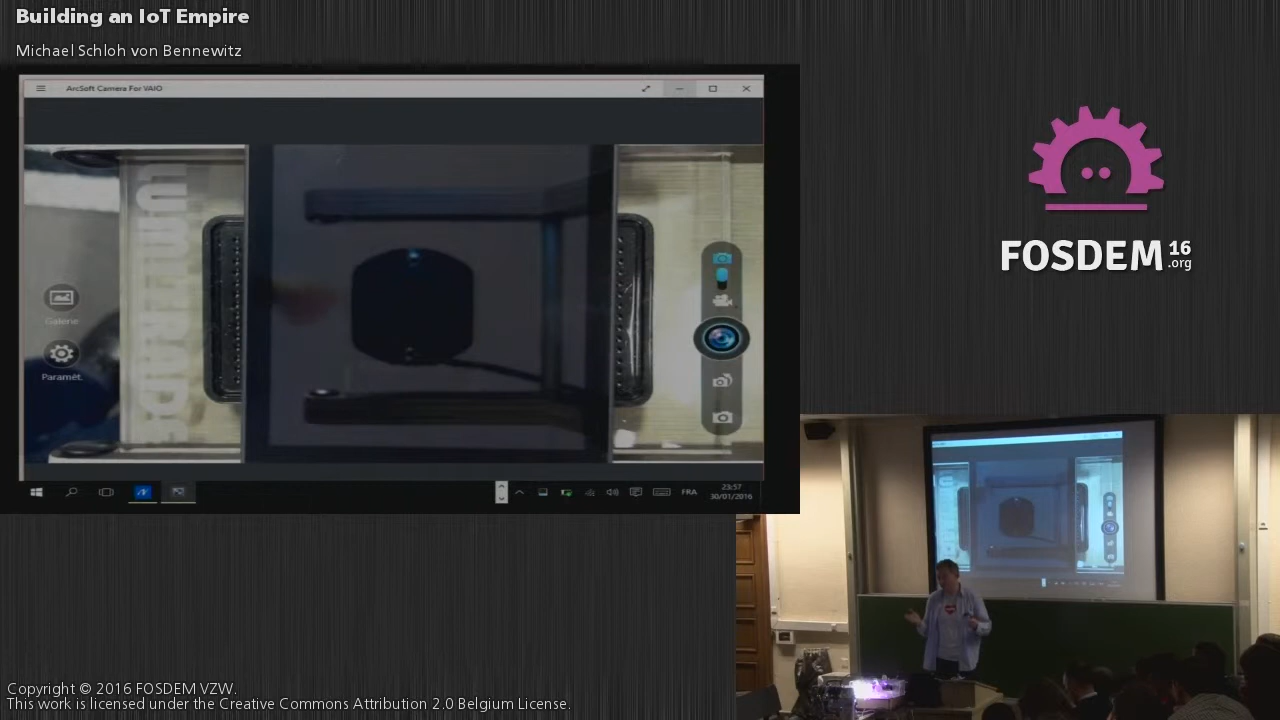 Building an IoT Empire
Michael Schloh von Bennewitz
ArcSoft Camera For VAIO
Galerie
Paramèt.
FRA
23:57
30/01/2016
FOSDEM 16
.org
Copyright © 2016 FOSDEM VZW.
This work is licensed under the Creative Commons Attribution 2.0 Belgium License.